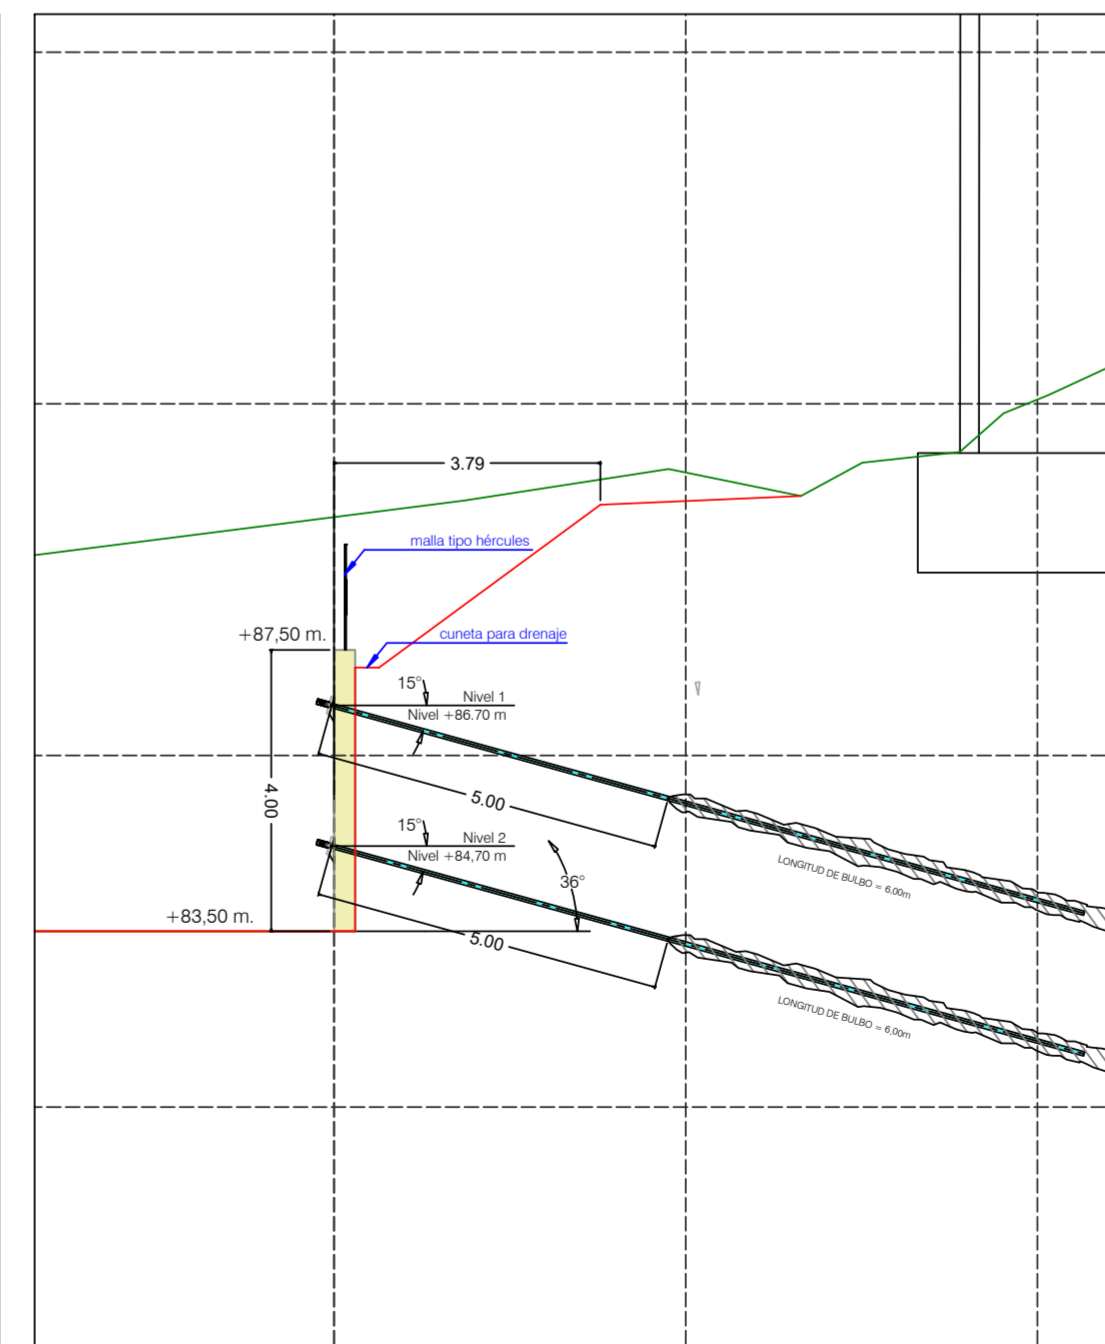 3.79
malla tipo hércules
cuneta para drenaje
+87,50 m.
15°
Nivel 1
Nivel +86.70 m
4.00
5.00
15°
Nivel 2
Nivel +84,70 m
36°
LONGITUD DE BULBO = 6,00m
+83,50 m.
5.00
LONGITUD DE BULBO = 6,00m